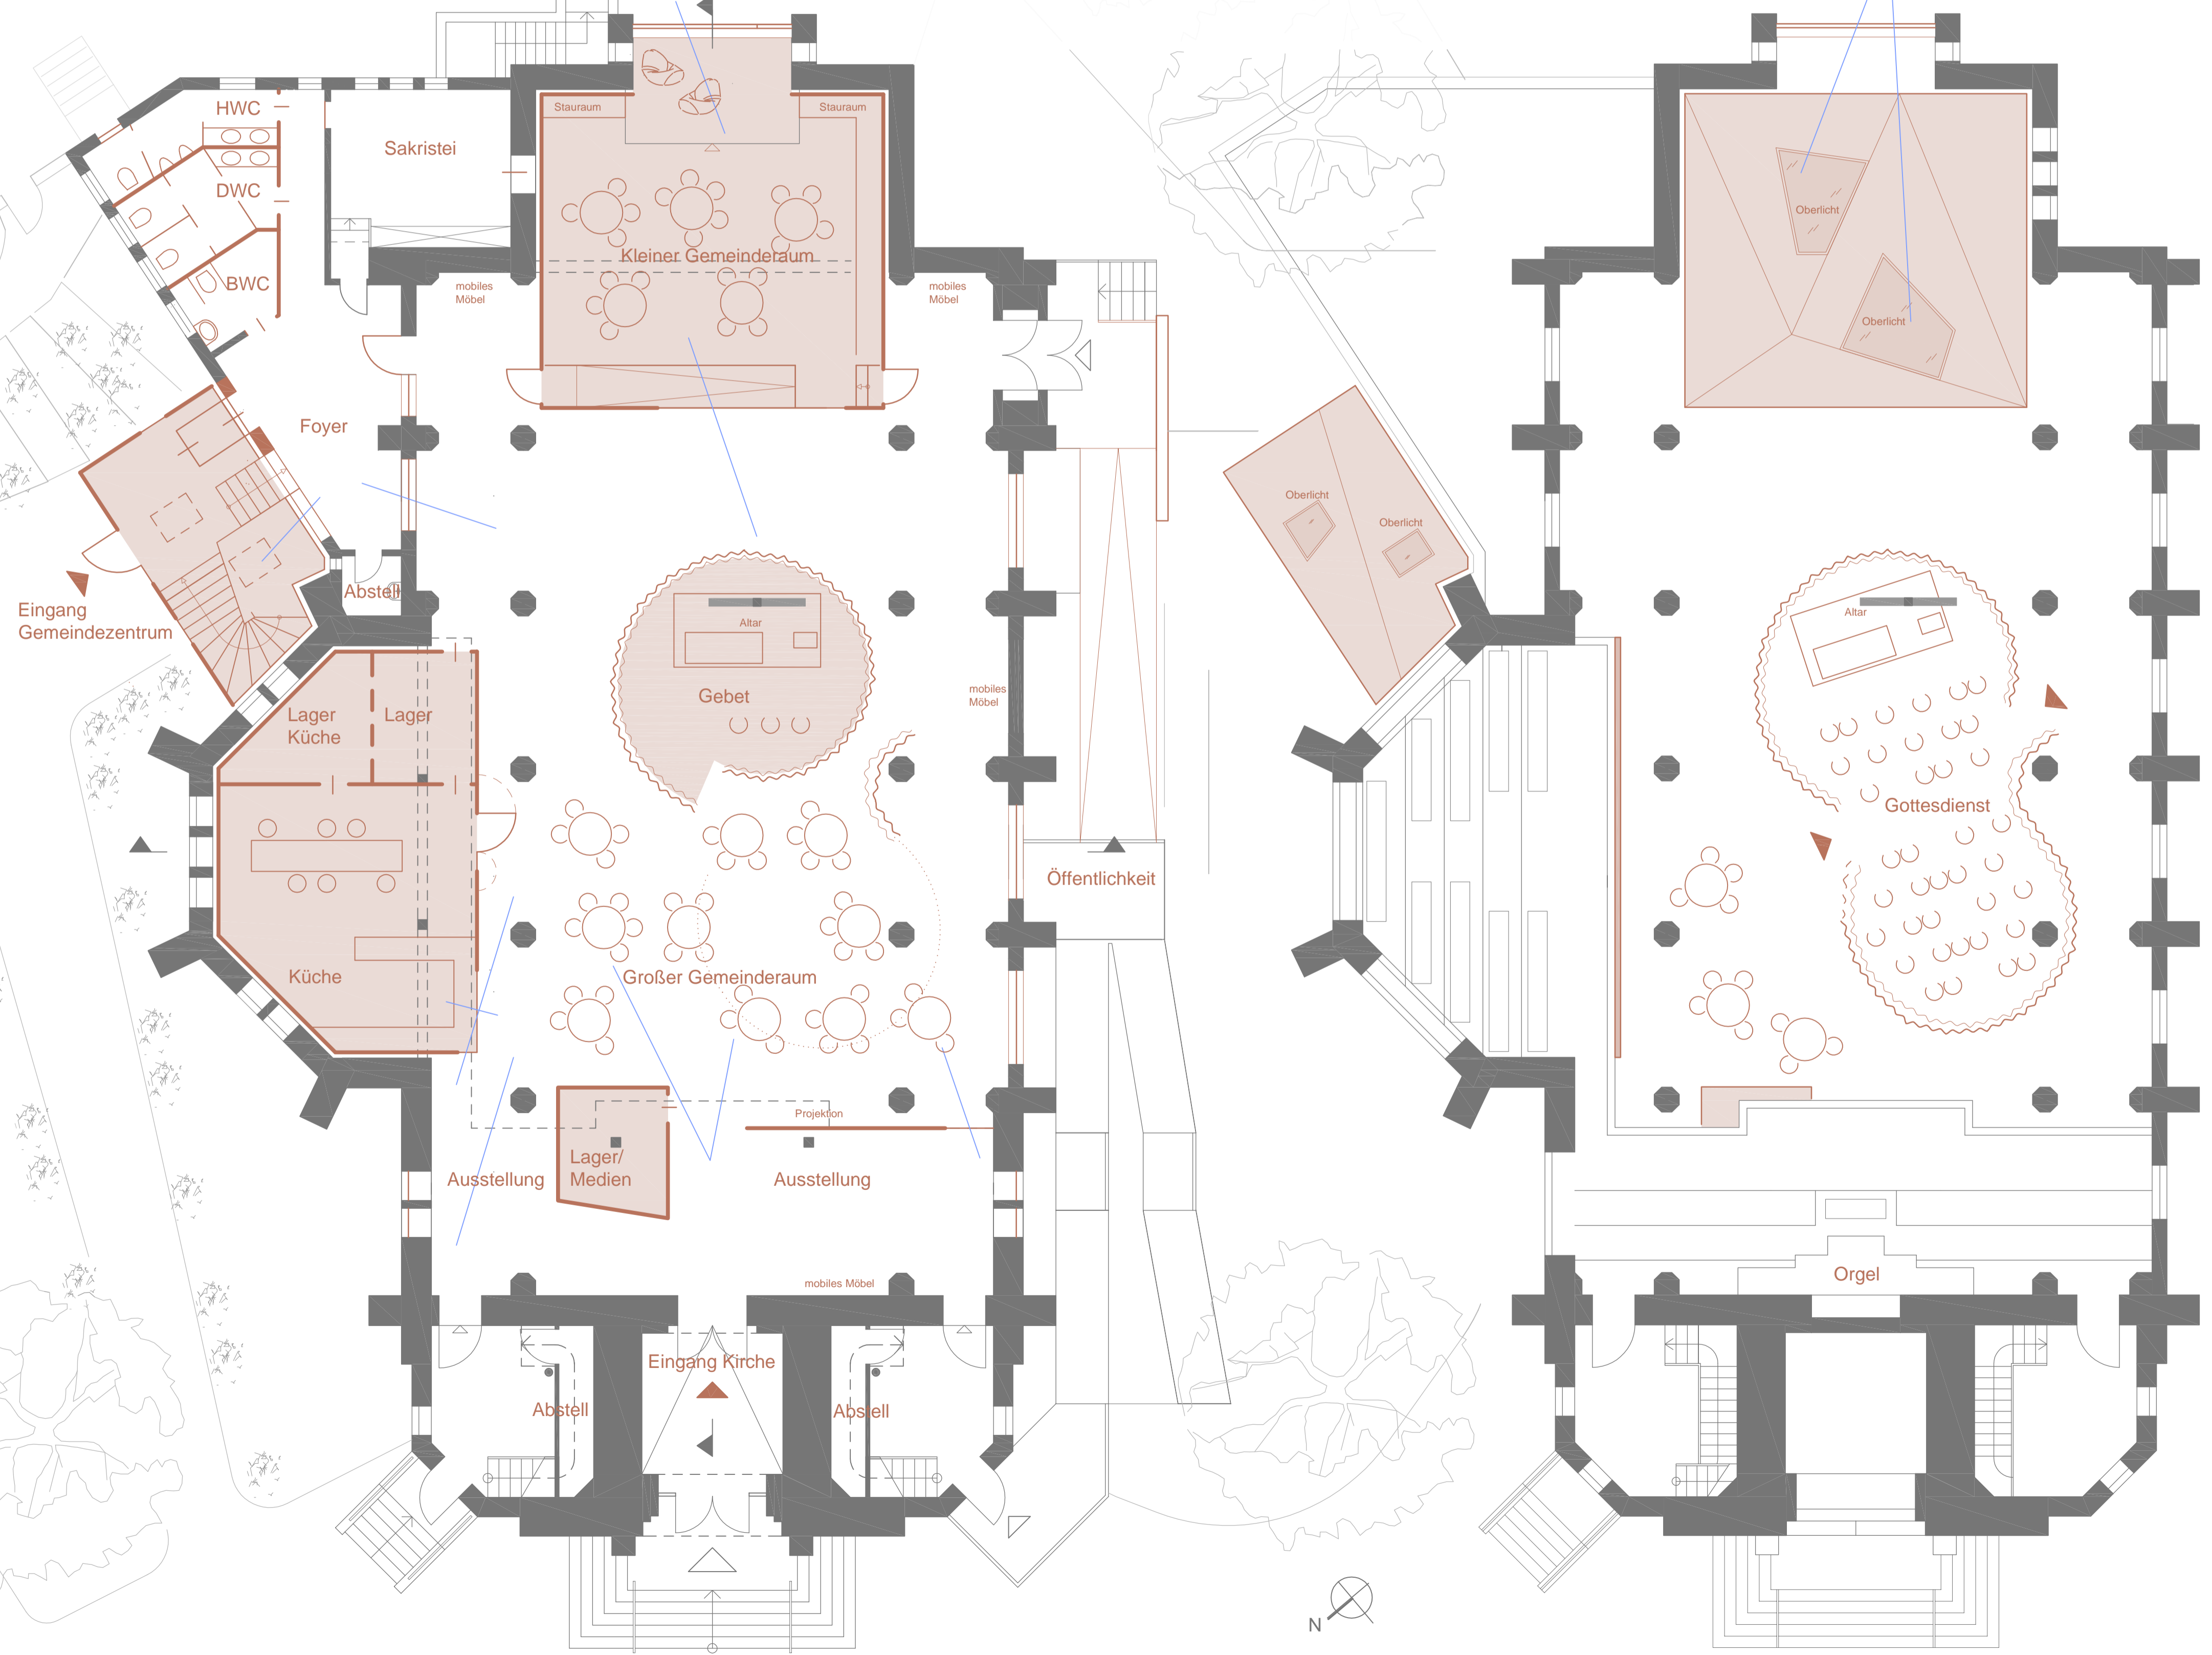 HWC
Stauraum
Stauraum
Sakristei
DWC
Kleiner Gemeinderaum
BWC
mobiles
Möbel
mobiles
Möbel
Foyer
Abstell
Eingang
Gemeindezentrum
Altar
Gebet
mobiles
Möbel
Lager
Küche
Lager
Öffentlichkeit
Küche
Großer Gemeinderaum
Projektion
Lager/
Medien
Ausstellung
Ausstellung
mobiles Möbel
Eingang Kirche
Abstell
Abstell
N
Oberlicht
Oberlicht
Oberlicht
Oberlicht
Altar
Gottesdienst
Orgel